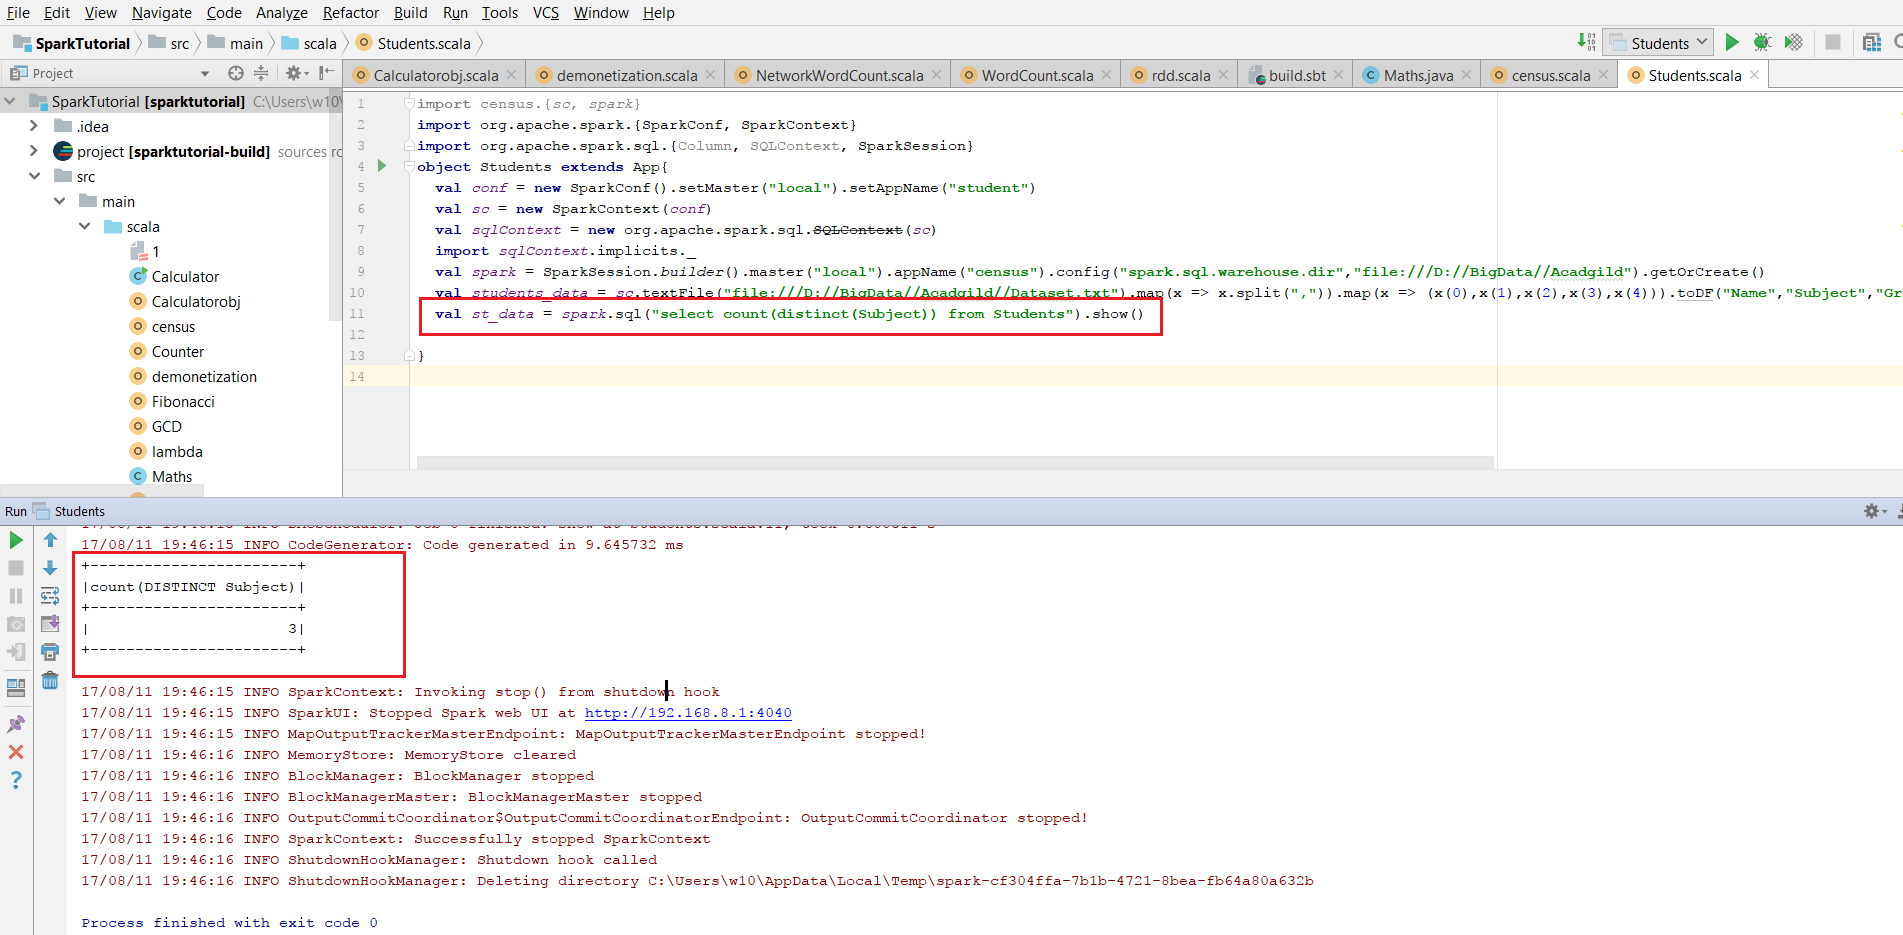 File Edit View Navigate Code Analyze Refactor Build Run Tools VCS Window Help
SparkTutorial src main scala Students.scala
Students
Project
Calculatorobj.scala demonetization.scala NetworkWordCount.scala WordCount.scala rdd.scala build.sbt Maths.java census.scala Students.scala
SparkTutorial [sparktutorial] C:\Users\w10\
.idea
project [sparktutorial-build] sources ro
src
main
scala
1
Calculator
Calculatorobj
census
Counter
demonetization
Fibonacci
GCD
lambda
Maths
1 import census.{sc, spark}
2 import org.apache.spark.{SparkConf, SparkContext}
3 import org.apache.spark.sql.{Column, SQLContext, SparkSession}
4 object Students extends App{
5 val conf = new SparkConf().setMaster("local").setAppName("student")
6 val sc = new SparkContext(conf)
7 val sqlContext = new org.apache.spark.sql.SQLContext(sc)
8 import sqlContext.implicits._
9 val spark = SparkSession.builder().master("local").appName("census").config("spark.sql.warehouse.dir","file:///D://BigData//Acadgild").getOrCreate()
10 val students_data = sc.textFile("file:///D://BigData//Acadgild//Dataset.txt").map(x => x.split(",")).map(x => (x(0),x(1),x(2),x(3),x(4))).toDF("Name","Subject","Gr
11 val st_data = spark.sql("select count(distinct(Subject)) from Students").show()
12
13 }
14
Run Students
17/08/11 19:46:15 INFO CodeGenerator: Code generated in 9.645732 ms
+-----------------------+
|count(DISTINCT Subject)|
+-----------------------+
|                      3|
+-----------------------+
17/08/11 19:46:15 INFO SparkContext: Invoking stop() from shutdown hook
17/08/11 19:46:15 INFO SparkUI: Stopped Spark web UI at http://192.168.8.1:4040
17/08/11 19:46:15 INFO MapOutputTrackerMasterEndpoint: MapOutputTrackerMasterEndpoint stopped!
17/08/11 19:46:16 INFO MemoryStore: MemoryStore cleared
17/08/11 19:46:16 INFO BlockManager: BlockManager stopped
17/08/11 19:46:16 INFO BlockManagerMaster: BlockManagerMaster stopped
17/08/11 19:46:16 INFO OutputCommitCoordinator$OutputCommitCoordinatorEndpoint: OutputCommitCoordinator stopped!
17/08/11 19:46:16 INFO SparkContext: Successfully stopped SparkContext
17/08/11 19:46:16 INFO ShutdownHookManager: Shutdown hook called
17/08/11 19:46:16 INFO ShutdownHookManager: Deleting directory C:\Users\w10\AppData\Local\Temp\spark-cf304ffa-7b1b-4721-8bea-fb64a80a632b
Process finished with exit code 0